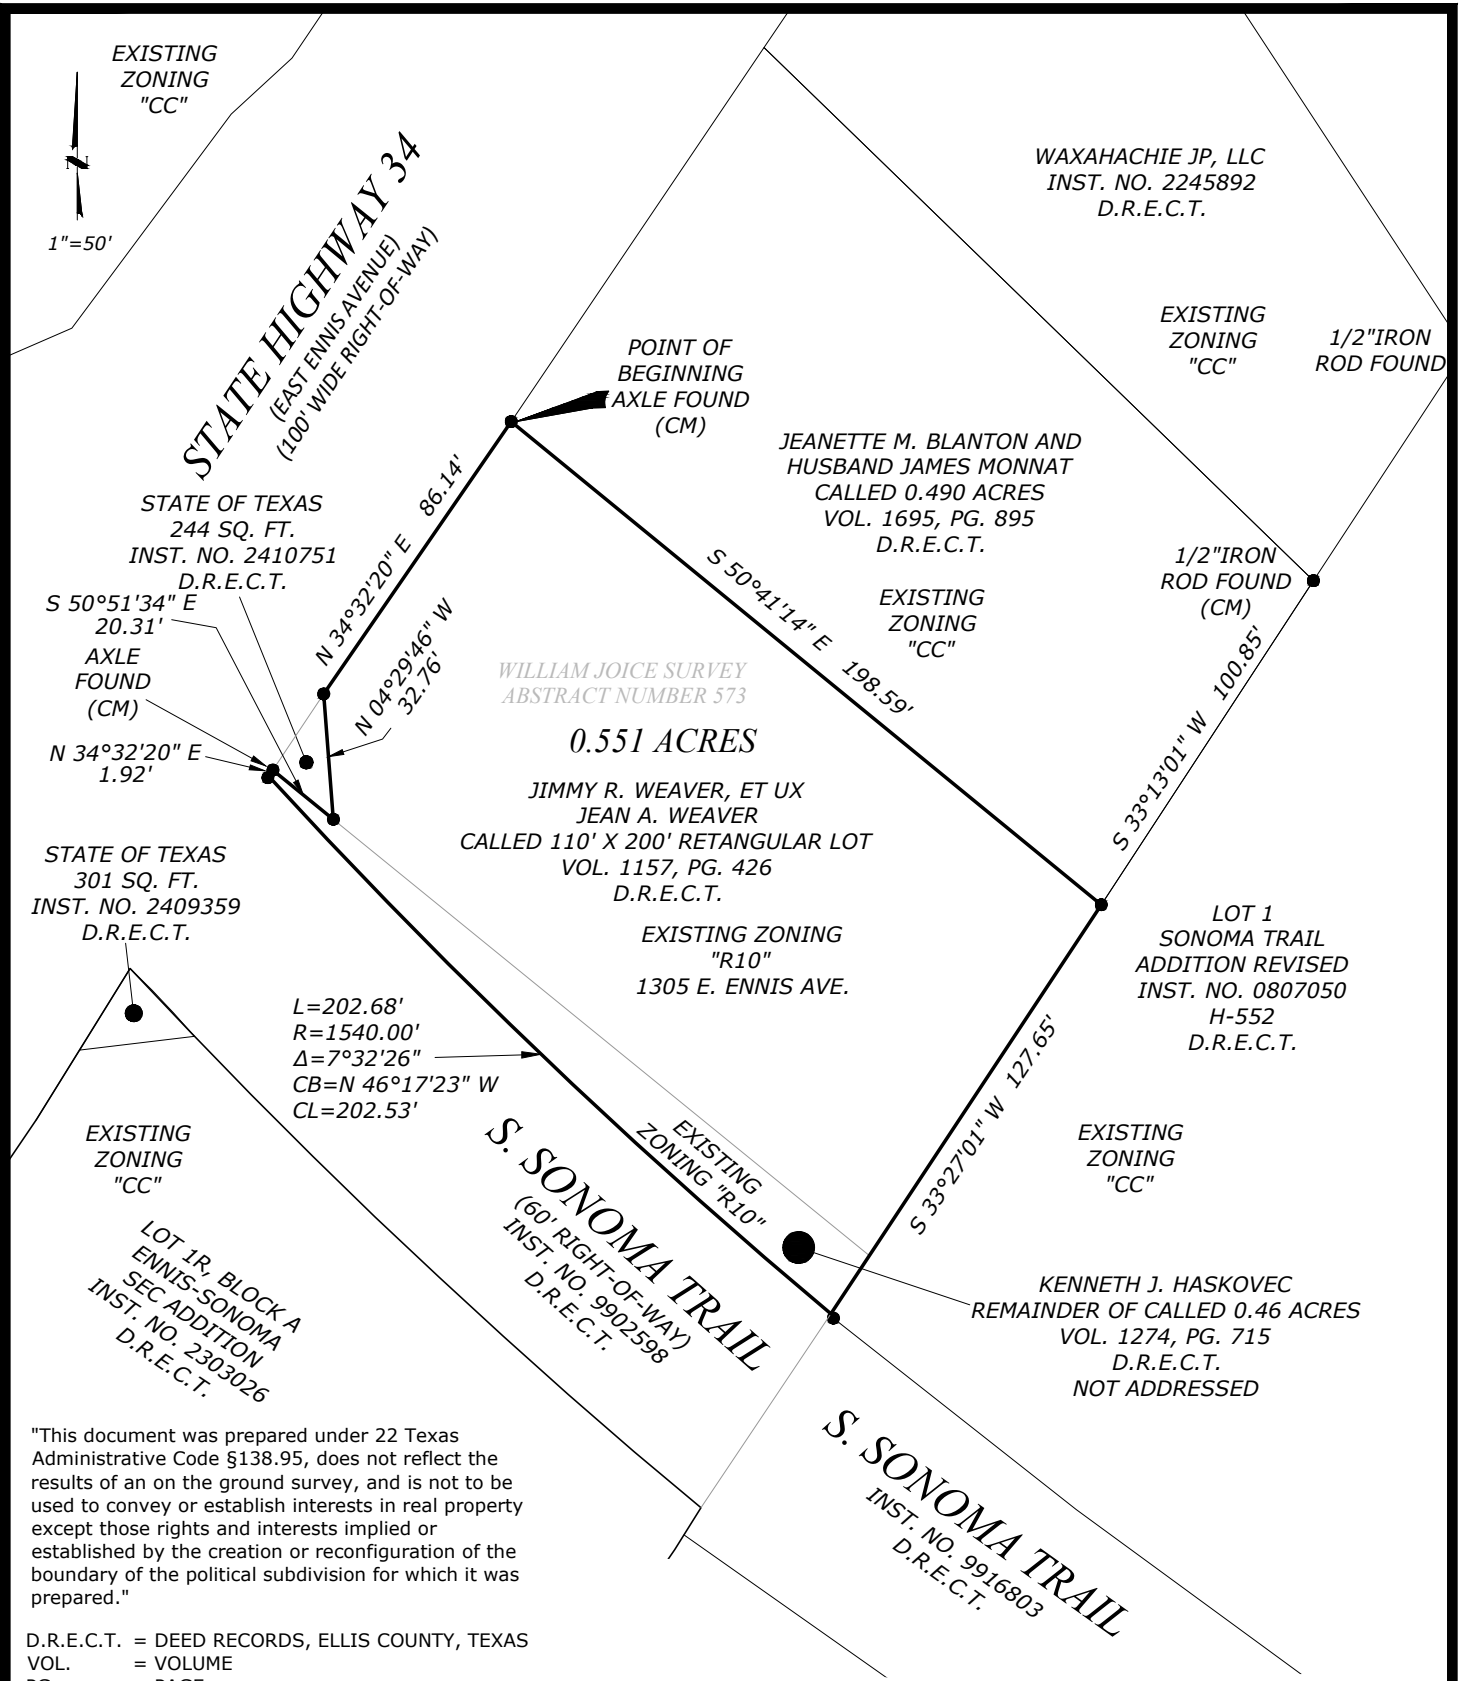 EXISTING
ZONING
"CC"
N
1"=50'
STATE HIGHWAY 34
(EAST ENNIS AVENUE)
(100' WIDE RIGHT-OF-WAY)
WAXAHACHIE JP, LLC
INST. NO. 2245892
D.R.E.C.T.
EXISTING
ZONING
"CC"
1/2"IRON
ROD FOUND
POINT OF
BEGINNING
AXLE FOUND
(CM)
JEANETTE M. BLANTON AND
HUSBAND JAMES MONNAT
CALLED 0.490 ACRES
VOL. 1695, PG. 895
D.R.E.C.T.
EXISTING
ZONING
"CC"
1/2"IRON
ROD FOUND
(CM)
STATE OF TEXAS
244 SQ. FT.
INST. NO. 2410751
D.R.E.C.T.
N 34°32'20" E 86.14'
S 50°51'34" E
20.31'
AXLE
FOUND
(CM)
N 34°32'20" E
1.92'
N 04°29'46" W
32.76'
S 50°41'14" E 198.59'
S 33°13'01" W 100.85'
WILLIAM JOICE SURVEY
ABSTRACT NUMBER 573
0.551 ACRES
JIMMY R. WEAVER, ET UX
JEAN A. WEAVER
CALLED 110' X 200' RETANGULAR LOT
VOL. 1157, PG. 426
D.R.E.C.T.
EXISTING ZONING
"R10"
1305 E. ENNIS AVE.
STATE OF TEXAS
301 SQ. FT.
INST. NO. 2409359
D.R.E.C.T.
LOT 1
SONOMA TRAIL
ADDITION REVISED
INST. NO. 0807050
H-552
D.R.E.C.T.
L=202.68'
R=1540.00'
Δ=7°32'26"
CB=N 46°17'23" W
CL=202.53'
S 33°27'01" W 127.65'
EXISTING
ZONING "R10"
EXISTING
ZONING
"CC"
EXISTING
ZONING
"CC"
S. SONOMA TRAIL
(60' RIGHT-OF-WAY)
INST. NO. 9902598
D.R.E.C.T.
LOT 1R, BLOCK A
ENNIS-SONOMA
SEC ADDITION
INST. NO. 2303026
D.R.E.C.T.
KENNETH J. HASKOVEC
REMAINDER OF CALLED 0.46 ACRES
VOL. 1274, PG. 715
D.R.E.C.T.
NOT ADDRESSED
S. SONOMA TRAIL
INST. NO. 9916803
D.R.E.C.T.
"This document was prepared under 22 Texas
Administrative Code §138.95, does not reflect the
results of an on the ground survey, and is not to be
used to convey or establish interests in real property
except those rights and interests implied or
established by the creation or reconfiguration of the
boundary of the political subdivision for which it was
prepared."
D.R.E.C.T. = DEED RECORDS, ELLIS COUNTY, TEXAS
VOL. = VOLUME